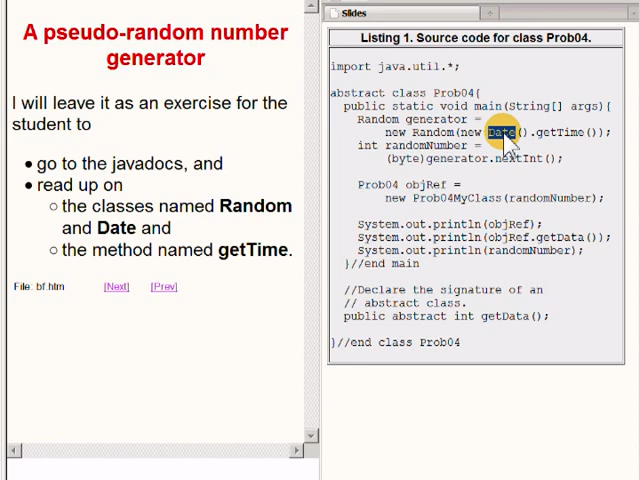 A pseudo-random number
generator
I will leave it as an exercise for the
student to
go to the javadocs, and
read up on
the classes named Random
and Date and
the method named getTime.
File: bf.htm [Next] [Prev]
Slides
Listing 1. Source code for class Prob04.
import java.util.*;
abstract class Prob04{
public static void main(String[] args){
Random generator =
new Random(new Date().getTime());
int randomNumber =
(byte)generator.nextInt();
Prob04 objRef =
new Prob04MyClass(randomNumber);
System.out.println(objRef);
System.out.println(objRef.getData());
System.out.println(randomNumber);
}//end main
//Declare the signature of an
// abstract class.
public abstract int getData();
}//end class Prob04